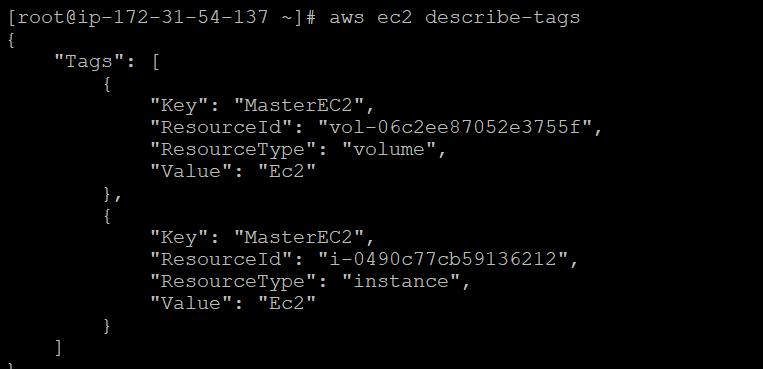 [root@ip-172-31-54-137 ~]# aws ec2 describe-tags
{
    "Tags": [
        {
            "Key": "MasterEC2",
            "ResourceId": "vol-06c2ee87052e3755f",
            "ResourceType": "volume",
            "Value": "Ec2"
        },
        {
            "Key": "MasterEC2",
            "ResourceId": "i-0490c77cb59136212",
            "ResourceType": "instance",
            "Value": "Ec2"
        }
    ]
}